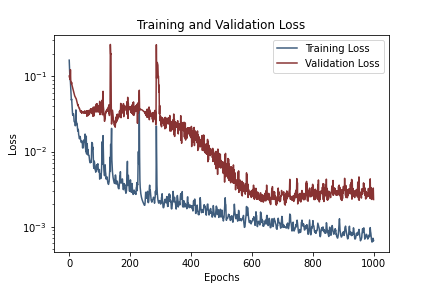 Training and Validation Loss
Training Loss
Validation Loss
10⁻¹
10⁻²
10⁻³
Loss
0 200 400 600 800 1000
Epochs